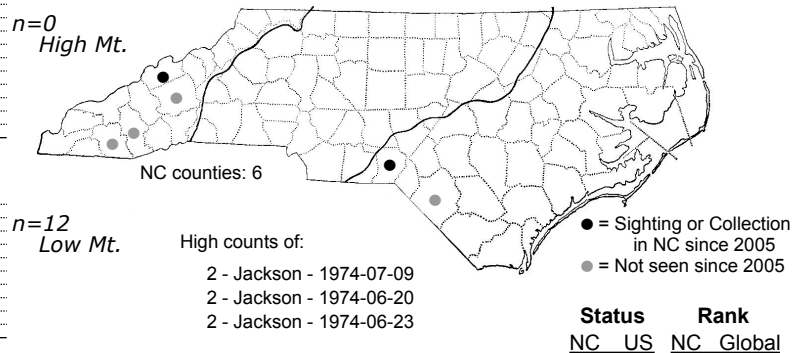 n=0
High Mt.
NC counties: 6
n=12
Low Mt.
High counts of:
2 - Jackson - 1974-07-09
2 - Jackson - 1974-06-20
2 - Jackson - 1974-06-23
= Sighting or Collection
in NC since 2005
= Not seen since 2005
Status Rank
NC US NC Global